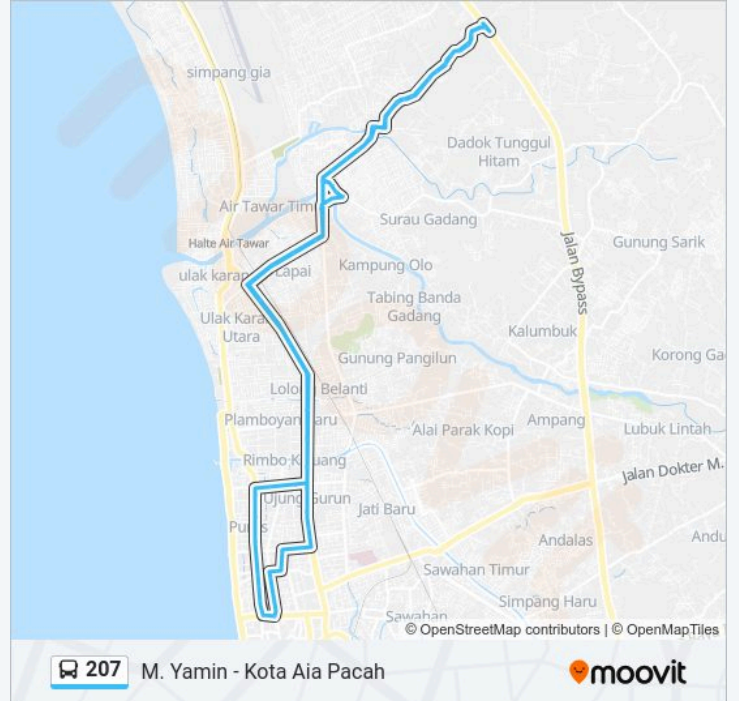 simpang gia
Dadok Tunggul
Hitam
Air Tawar Tim
Surau Gadang
Halte Air Tawar
Gunung Sarik
Jalan Bypass
ulak karan
Lapai
Kampung Olo
Tabing Banda
Gadang
Ulak Kara
Utara
Kalumbuk
Gunung Pangilun
Korong Ga
Lolong Belanti
Plamboyan Baru
Alai Parak Kopi
Ampang
Lubuk Lintah
Rimbo Kaluang
Jalan Dokter M.
Ujung Gurun
Jati Baru
Purus
Andalas
Andu
Sawahan Timur
Simpang Haru
Sawahan
© OpenStreetMap contributors | © OpenMapTiles
207 M. Yamin - Kota Aia Pacah
moovit